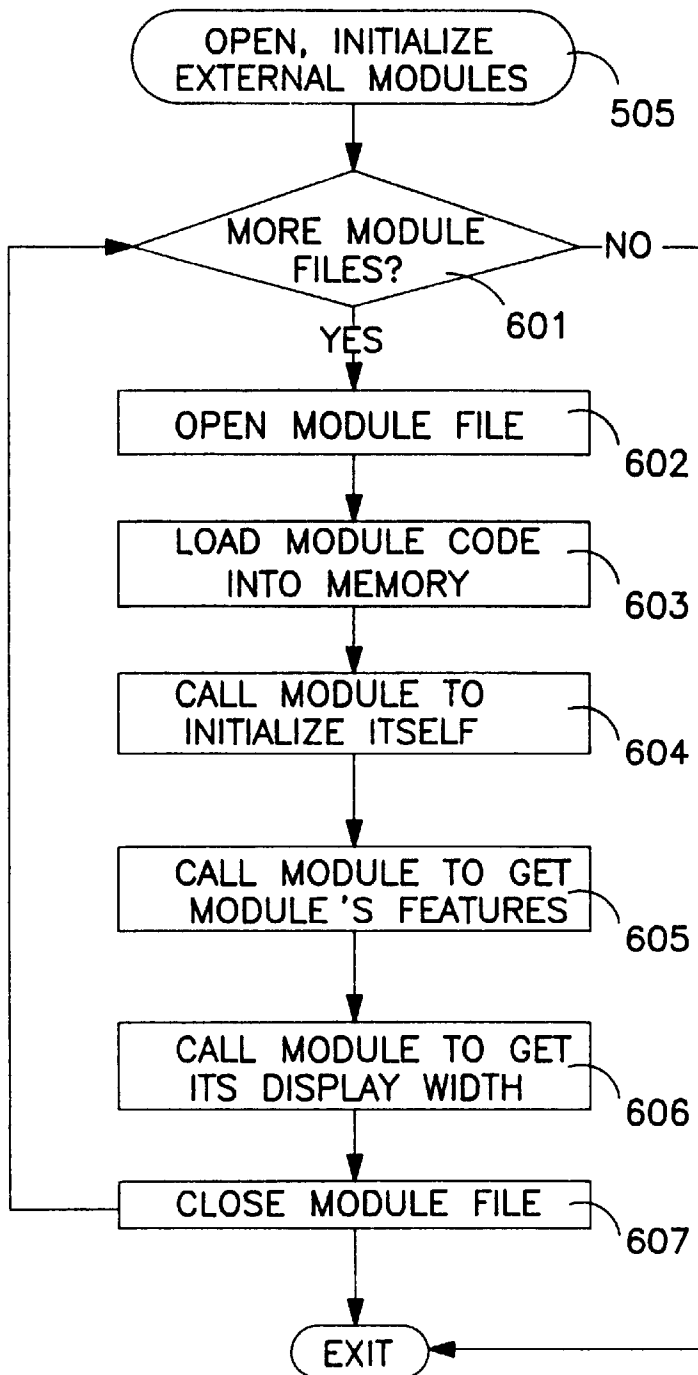 OPEN, INITIALIZE
EXTERNAL MODULES
505
MORE MODULE
FILES?
NO
601
YES
OPEN MODULE FILE
602
LOAD MODULE CODE
INTO MEMORY
603
CALL MODULE TO
INITIALIZE ITSELF
604
CALL MODULE TO GET
MODULE'S FEATURES
605
CALL MODULE TO GET
ITS DISPLAY WIDTH
606
CLOSE MODULE FILE
607
EXIT